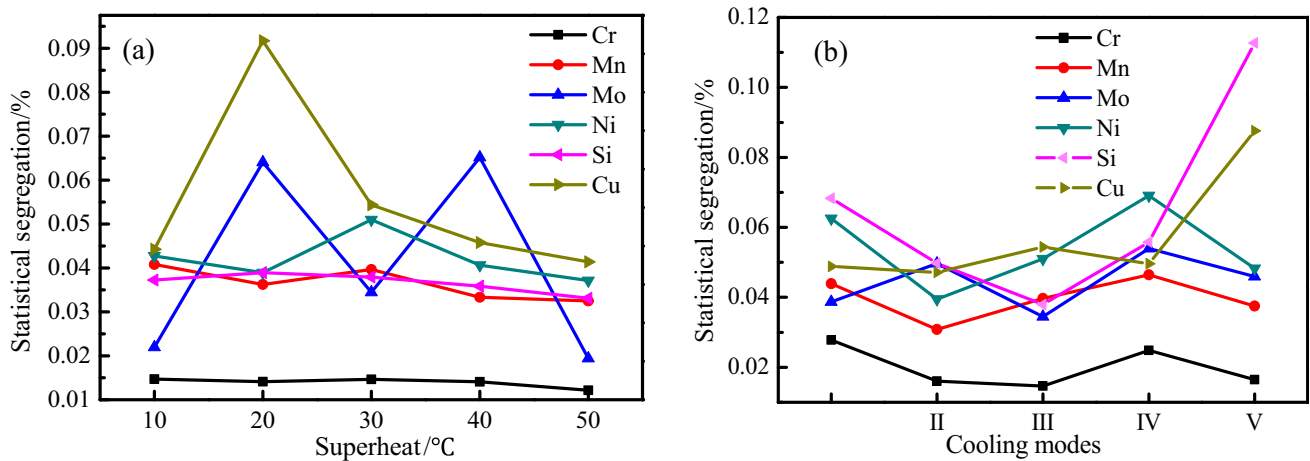 (a)
Cr
Mn
Mo
Ni
Si
Cu
0.09
0.08
0.07
0.06
0.05
0.04
0.03
0.02
0.01
Statistical segregation/%
10 20 30 40 50
Superheat/°C
(b)
Cr
Mn
Mo
Ni
Si
Cu
0.12
0.10
0.08
0.06
0.04
0.02
Statistical segregation/%
II III IV V
Cooling modes